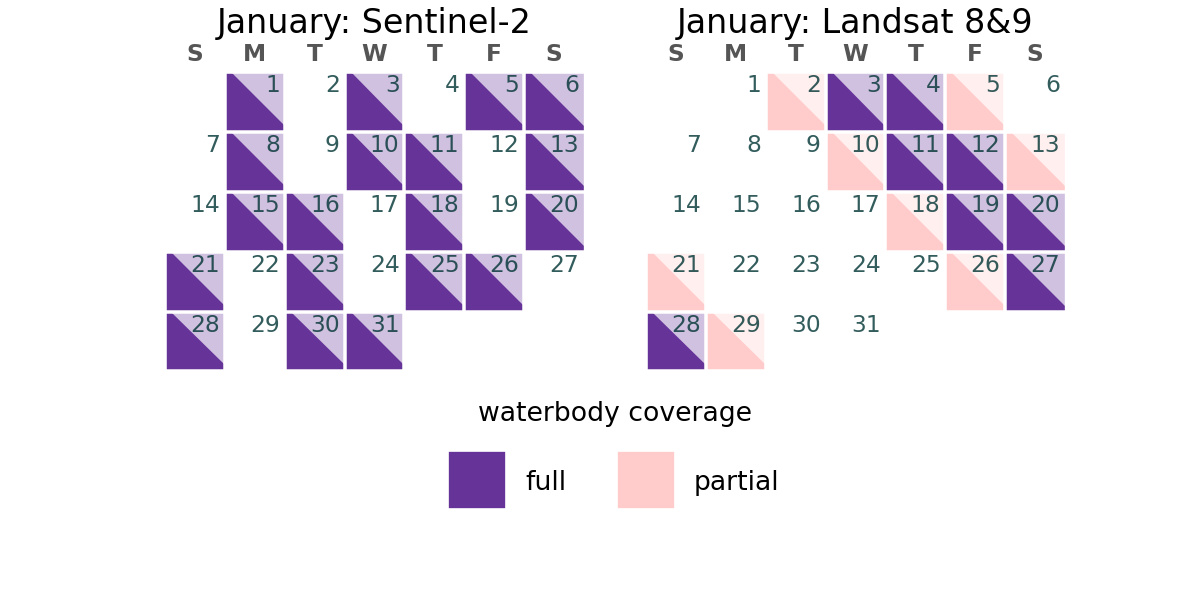 January: Sentinel-2
S M T W T F S
1 2 3 4 5 6
7 8 9 10 11 12 13
14 15 16 17 18 19 20
21 22 23 24 25 26 27
28 29 30 31
January: Landsat 8&9
S M T W T F S
1 2 3 4 5 6
7 8 9 10 11 12 13
14 15 16 17 18 19 20
21 22 23 24 25 26 27
28 29 30 31
waterbody coverage
full
partial